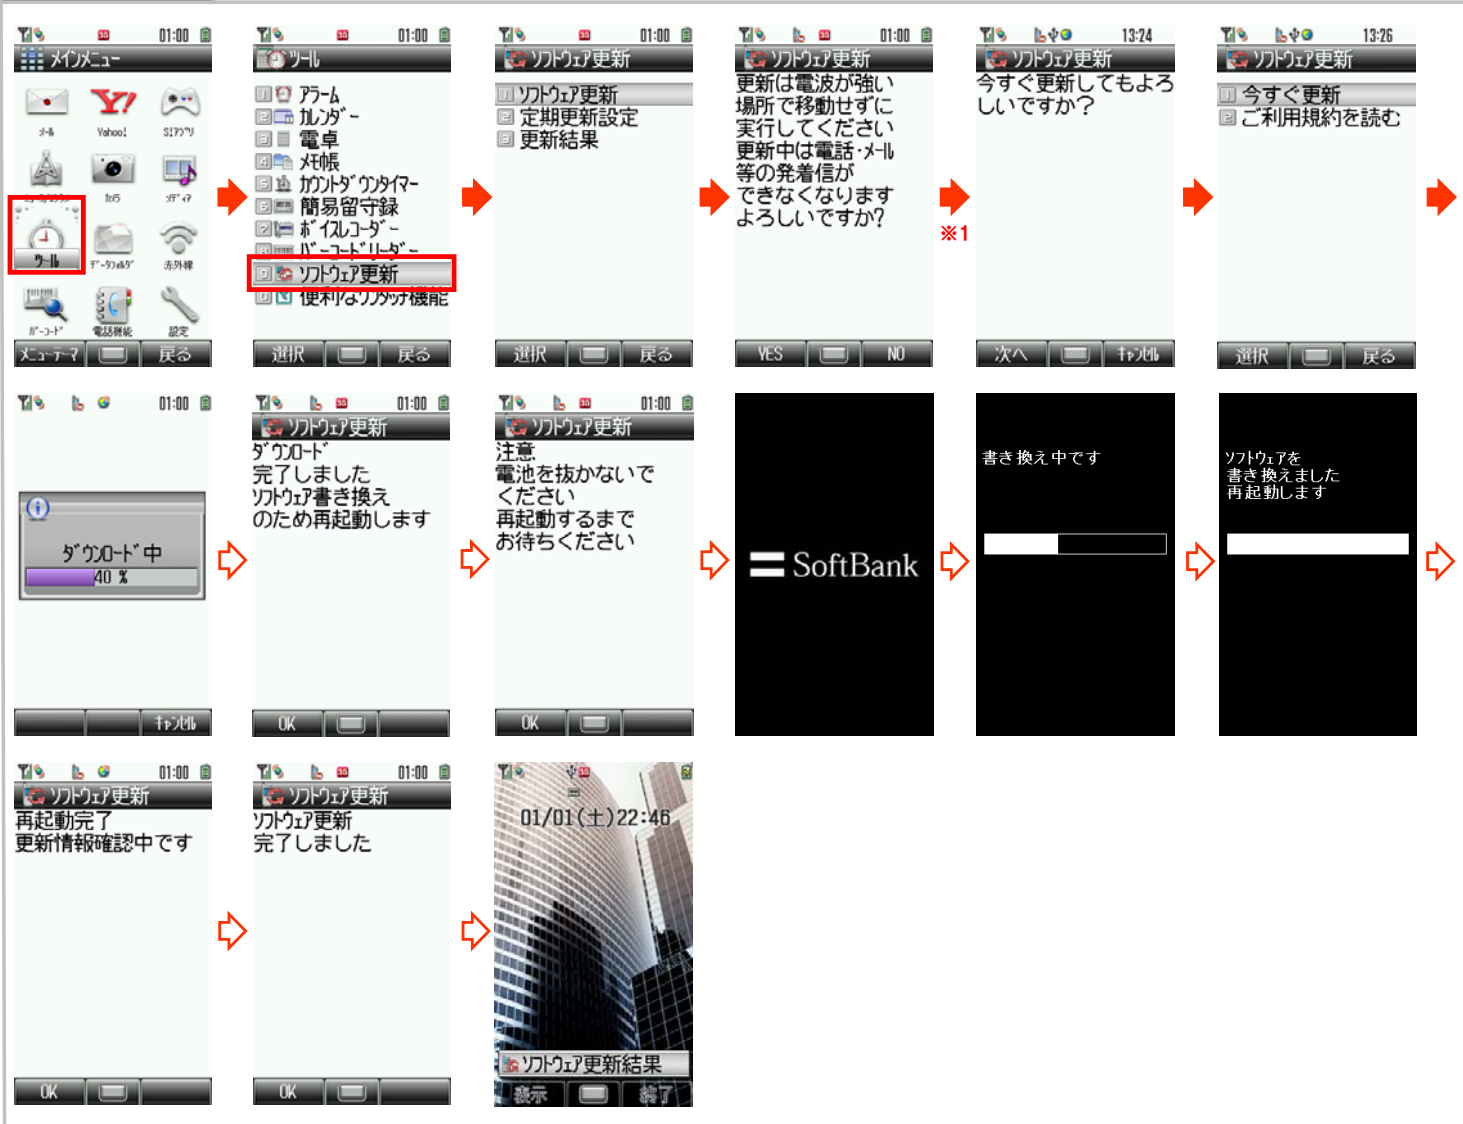 01:00
メインメニュー
メール
Yahoo!
S!アプリ
カメラ
メディア
ツール
データフォルダ
赤外線
バーコード
電話機能
設定
メニューテーマ
戻る
01:00
ツール
アラーム
カレンダー
電卓
メモ帳
カウントダウンタイマー
簡易留守録
ボイスレコーダー
バーコードリーダー
ソフトウェア更新
便利なワンタッチ機能
選択
戻る
01:00
ソフトウェア更新
ソフトウェア更新
定期更新設定
更新結果
選択
戻る
01:00
ソフトウェア更新
更新は電波が強い
場所で移動せずに
実行してください
更新中は電話・メール
等の発着信が
できなくなります
よろしいですか?
YES
NO
※1
13:24
ソフトウェア更新
今すぐ更新してもよろ
しいですか?
次へ
キャンセル
13:26
ソフトウェア更新
今すぐ更新
ご利用規約を読む
選択
戻る
01:00
ダウンロード中
40 %
キャンセル
01:00
ソフトウェア更新
ダウンロード
完了しました
ソフトウェア書き換え
のため再起動します
OK
01:00
ソフトウェア更新
注意
電池を抜かないで
ください
再起動するまで
お待ちください
OK
SoftBank
書き換え中です
ソフトウェアを
書き換えました
再起動します
01:00
ソフトウェア更新
再起動完了
更新情報確認中です
OK
01:00
ソフトウェア更新
ソフトウェア更新
完了しました
OK
01/01(土)22:46
ソフトウェア更新結果
表示
終了